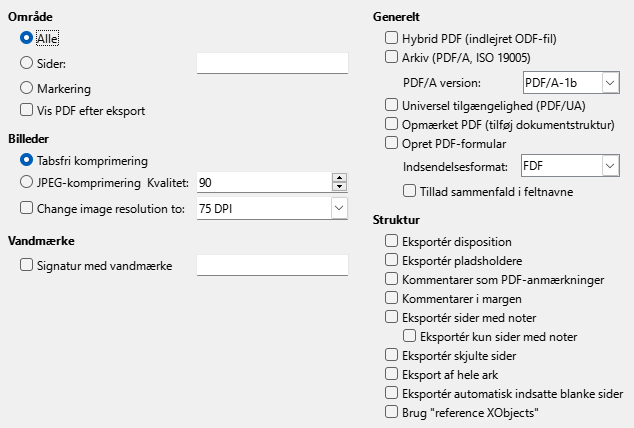 Område
Alle
Sider:
Markering
Vis PDF efter eksport
Billeder
Tabsfri komprimering
JPEG-komprimering Kvalitet: 90
Change image resolution to: 75 DPI
Vandmærke
Signatur med vandmærke
Generelt
Hybrid PDF (indlejret ODF-fil)
Arkiv (PDF/A, ISO 19005)
PDF/A version: PDF/A-1b
Universel tilgængelighed (PDF/UA)
Opmærket PDF (tilføj dokumentstruktur)
Opret PDF-formular
Indsendelsesformat: FDF
Tillad sammenfald i feltnavne
Struktur
Eksportér disposition
Eksportér pladsholdere
Kommentarer som PDF-anmærkninger
Kommentarer i margen
Eksportér sider med noter
Eksportér kun sider med noter
Eksportér skjulte sider
Eksport af hele ark
Eksportér automatisk indsatte blanke sider
Brug "reference XObjects"